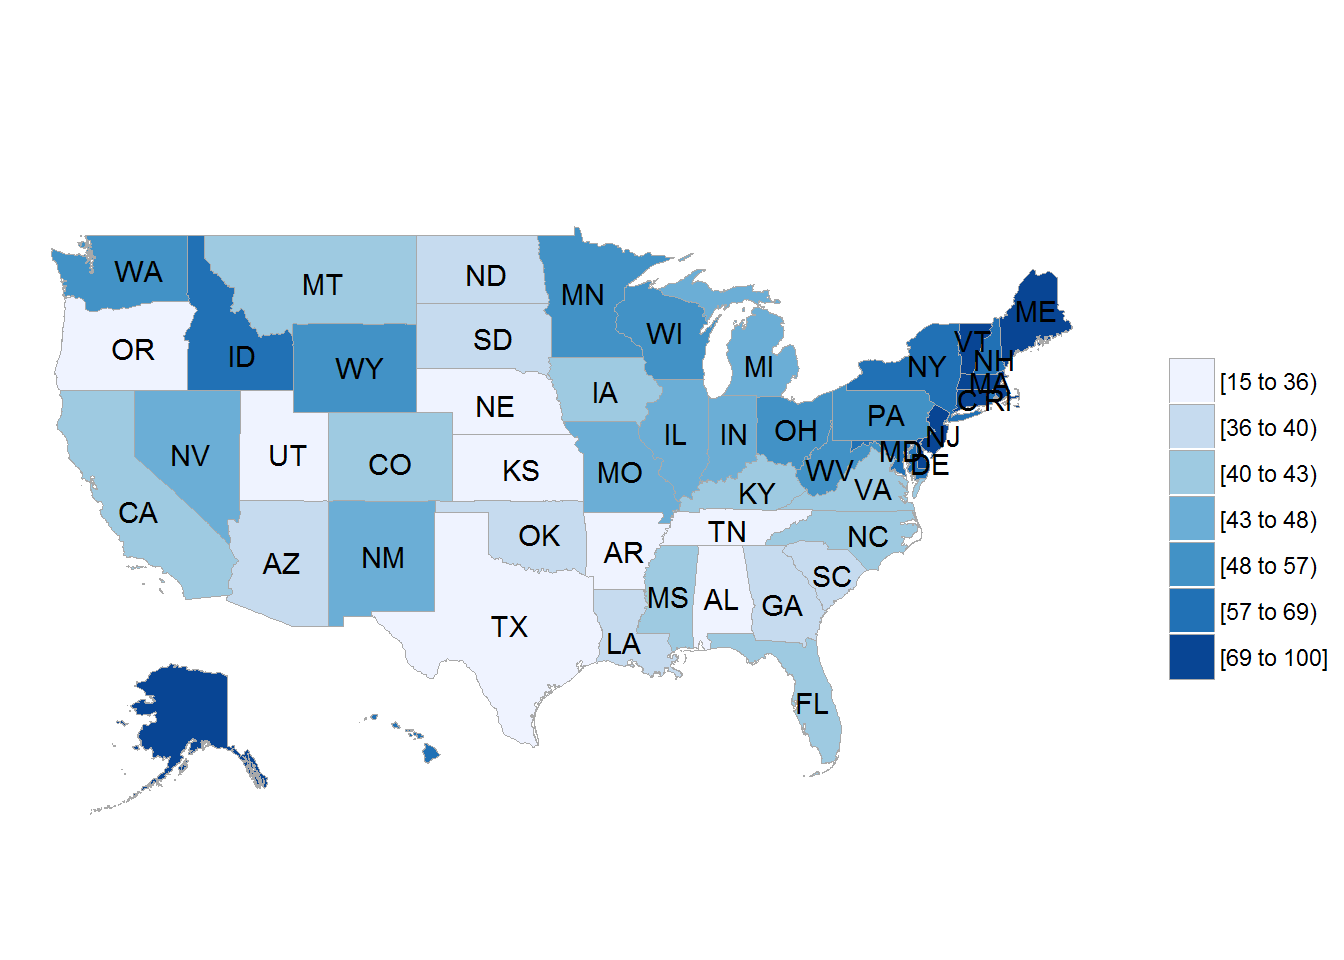 WA
MT
ND
MN
ME
OR
ID
WY
SD
WI
MI
VT
NH
NY
MA
CT
RI
NE
IA
PA
NJ
NV
UT
CO
KS
MO
IL
IN
OH
MD
DE
WV
VA
KY
CA
AZ
NM
OK
AR
TN
NC
SC
TX
LA
MS
AL
GA
FL
[15 to 36)
[36 to 40)
[40 to 43)
[43 to 48)
[48 to 57)
[57 to 69)
[69 to 100]